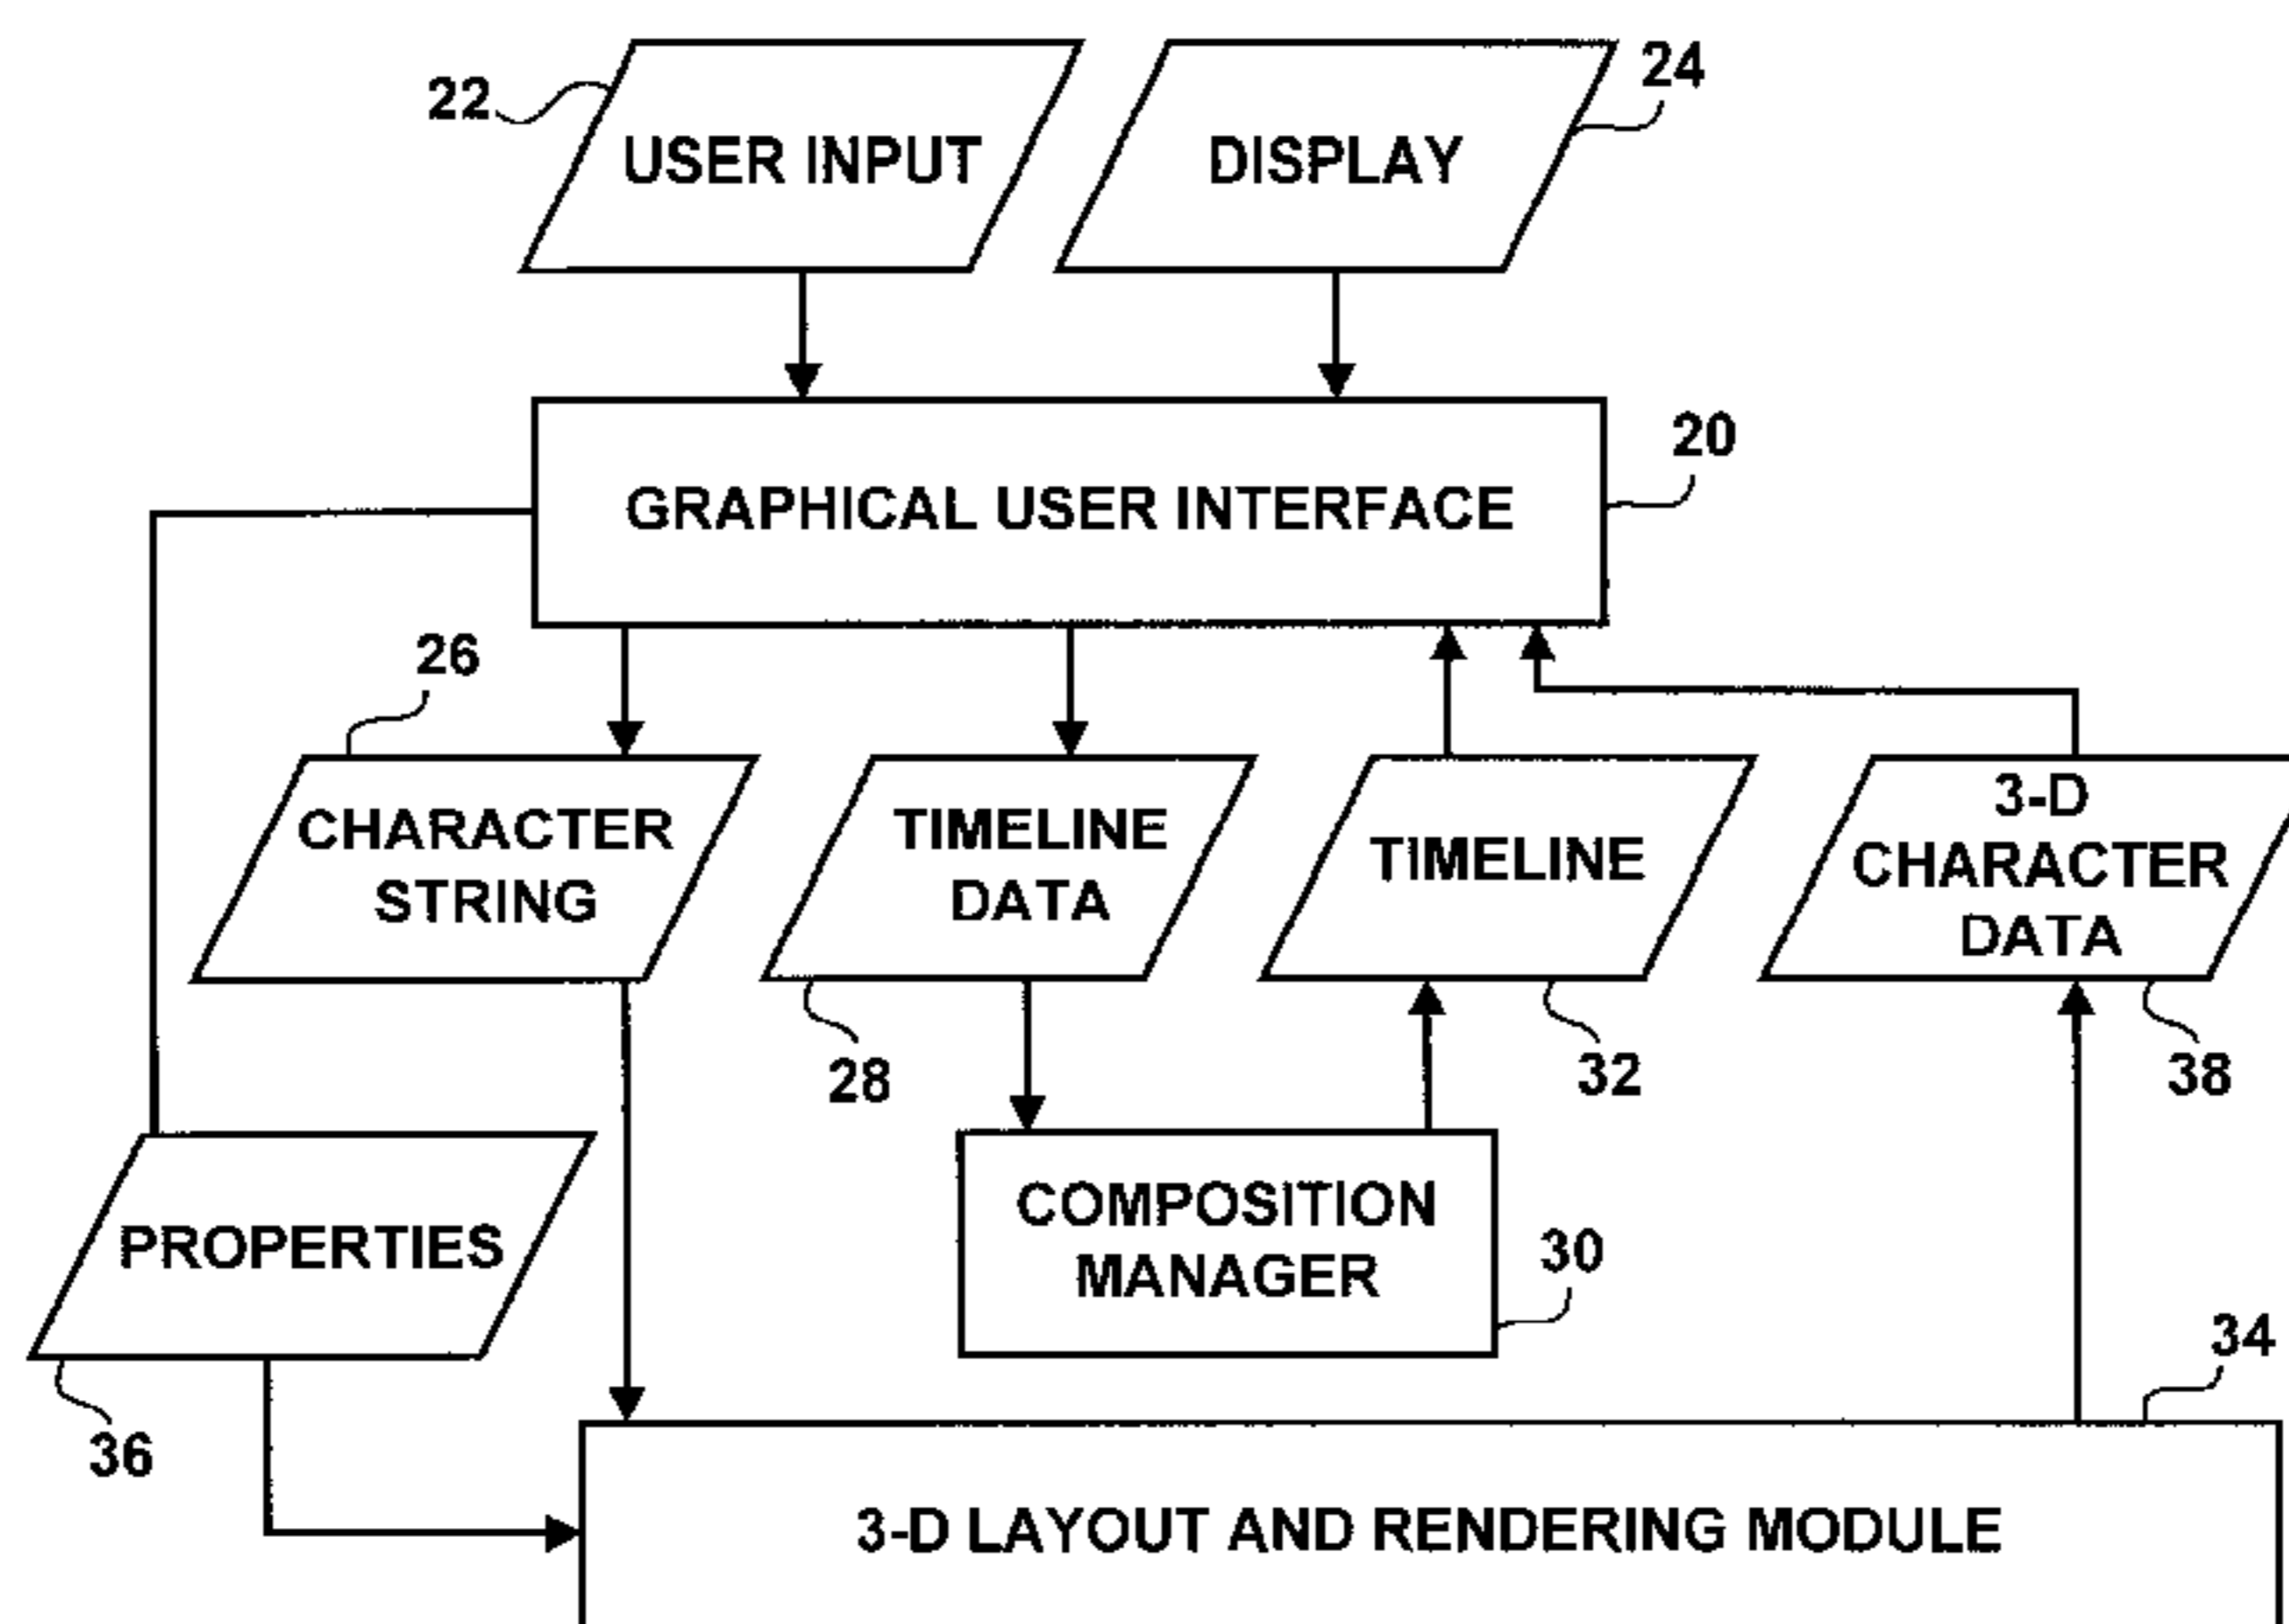 22
USER INPUT
DISPLAY
24
GRAPHICAL USER INTERFACE
20
26
CHARACTER
STRING
TIMELINE
DATA
TIMELINE
3-D
CHARACTER
DATA
28
32
38
PROPERTIES
COMPOSITION
MANAGER
30
34
36
3-D LAYOUT AND RENDERING MODULE